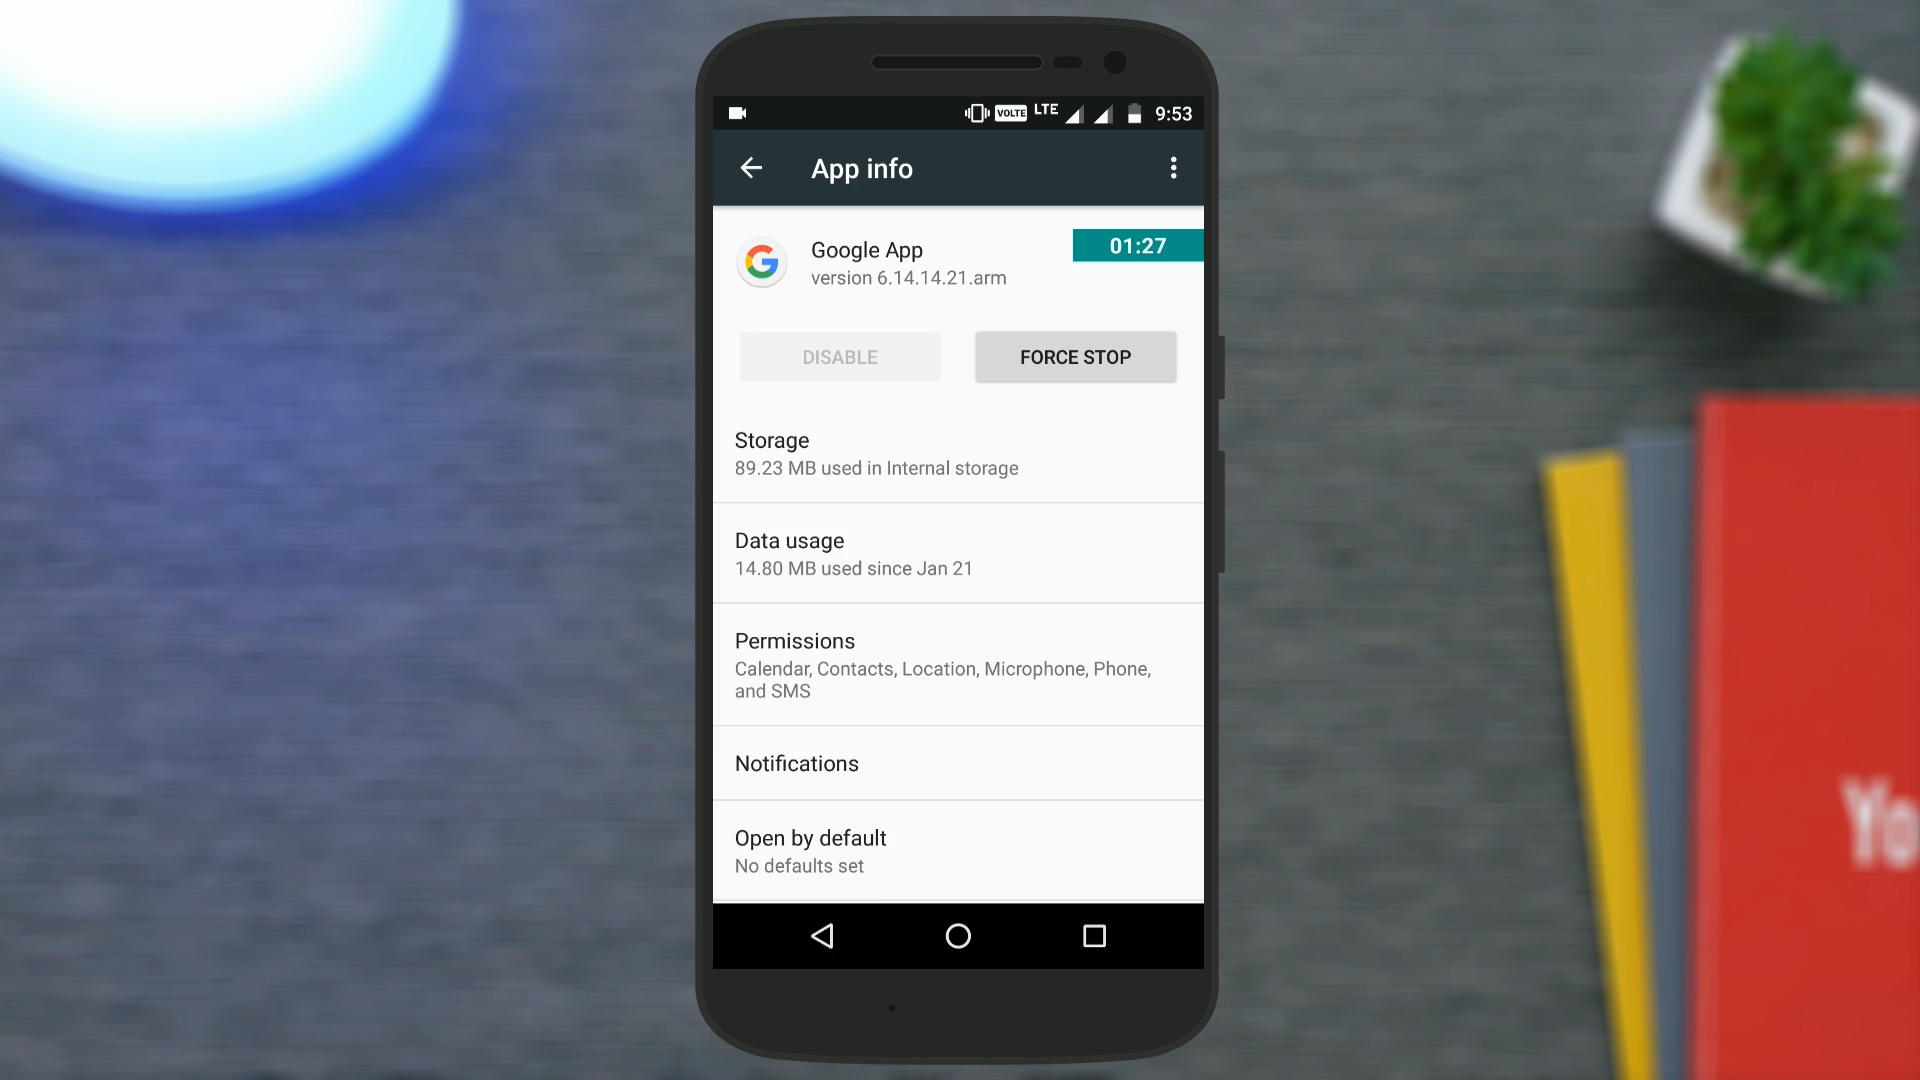 VOLTE LTE 9:53
App info
Google App
01:27
version 6.14.14.21.arm
DISABLE
FORCE STOP
Storage
89.23 MB used in Internal storage
Data usage
14.80 MB used since Jan 21
Permissions
Calendar, Contacts, Location, Microphone, Phone,
and SMS
Notifications
Open by default
No defaults set
Yo